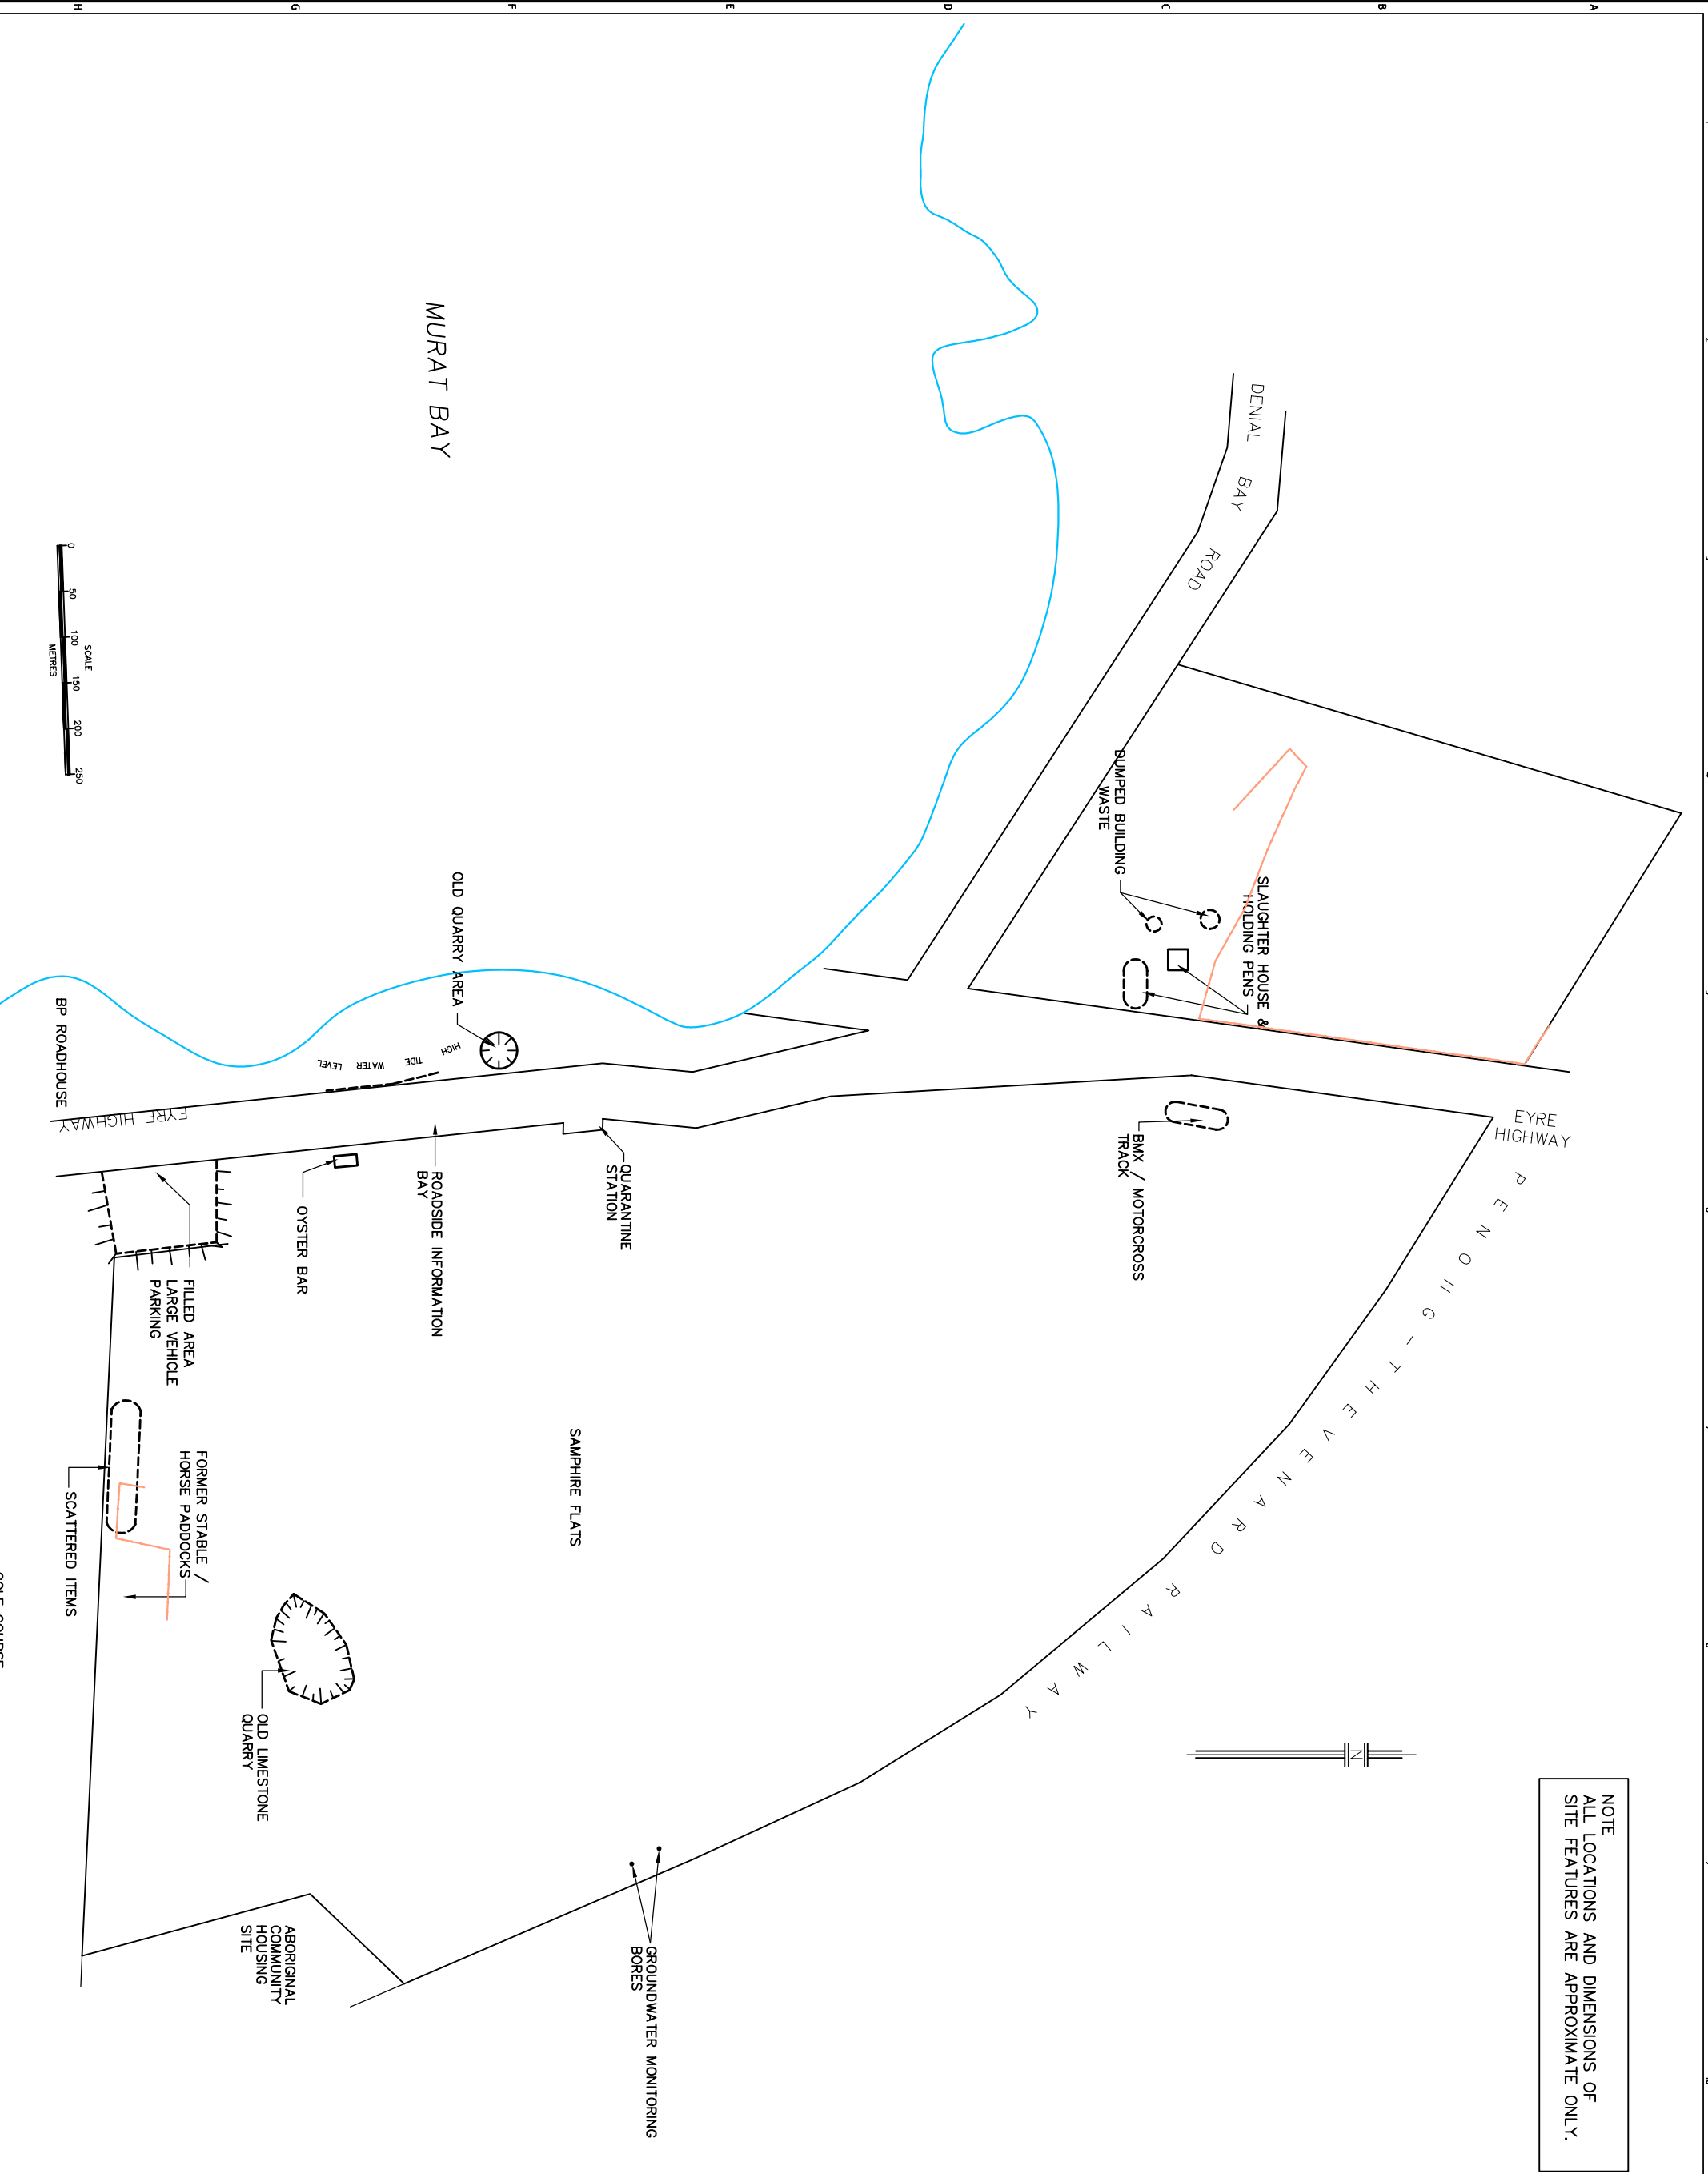 H
G
F
E
D
C
B
A
NOTE
ALL LOCATIONS AND DIMENSIONS OF
SITE FEATURES ARE APPROXIMATE ONLY.
N
EYRE
HIGHWAY
PENONG-THEVENARD RAILWAY
DENIAL BAY ROAD
SLAUGHTER HOUSE &
HOLDING PENS
DUMPED BUILDING
WASTE
BMX / MOTORCROSS
TRACK
MURAT BAY
OLD QUARRY AREA
HIGH TIDE WATER LEVEL
QUARANTINE
STATION
ROADSIDE INFORMATION
BAY
OYSTER BAR
EYRE HIGHWAY
BP ROADHOUSE
FILLED AREA
LARGE VEHICLE
PARKING
SAMPHIRE FLATS
FORMER STABLE /
HORSE PADDOCKS
SCATTERED ITEMS
OLD LIMESTONE
QUARRY
GROUNDWATER MONITORING
BORES
ABORIGINAL
COMMUNITY
HOUSING
SITE
SCALE
0 50 100 150 200 250
METRES